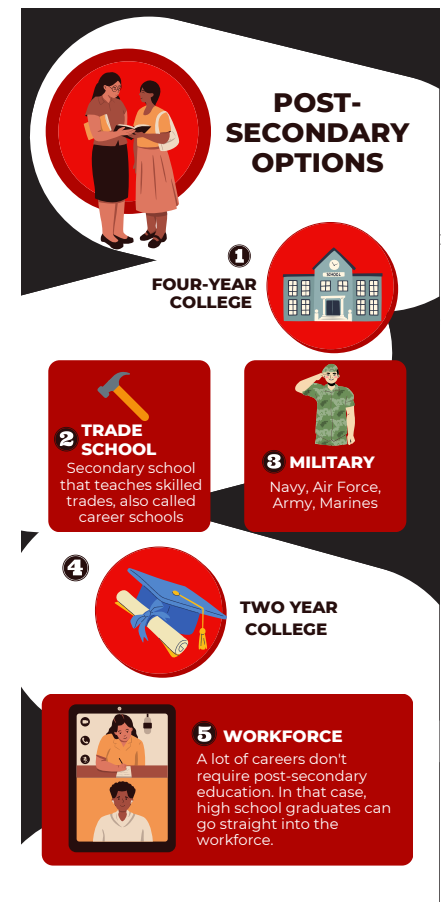 POST-
SECONDARY
OPTIONS
1
FOUR-YEAR
COLLEGE
SCHOOL
2 TRADE
SCHOOL
Secondary school
that teaches skilled
trades, also called
career schools
3 MILITARY
Navy, Air Force,
Army, Marines
4
TWO YEAR
COLLEGE
5 WORKFORCE
A lot of careers don't
require post-secondary
education. In that case,
high school graduates can
go straight into the
workforce.